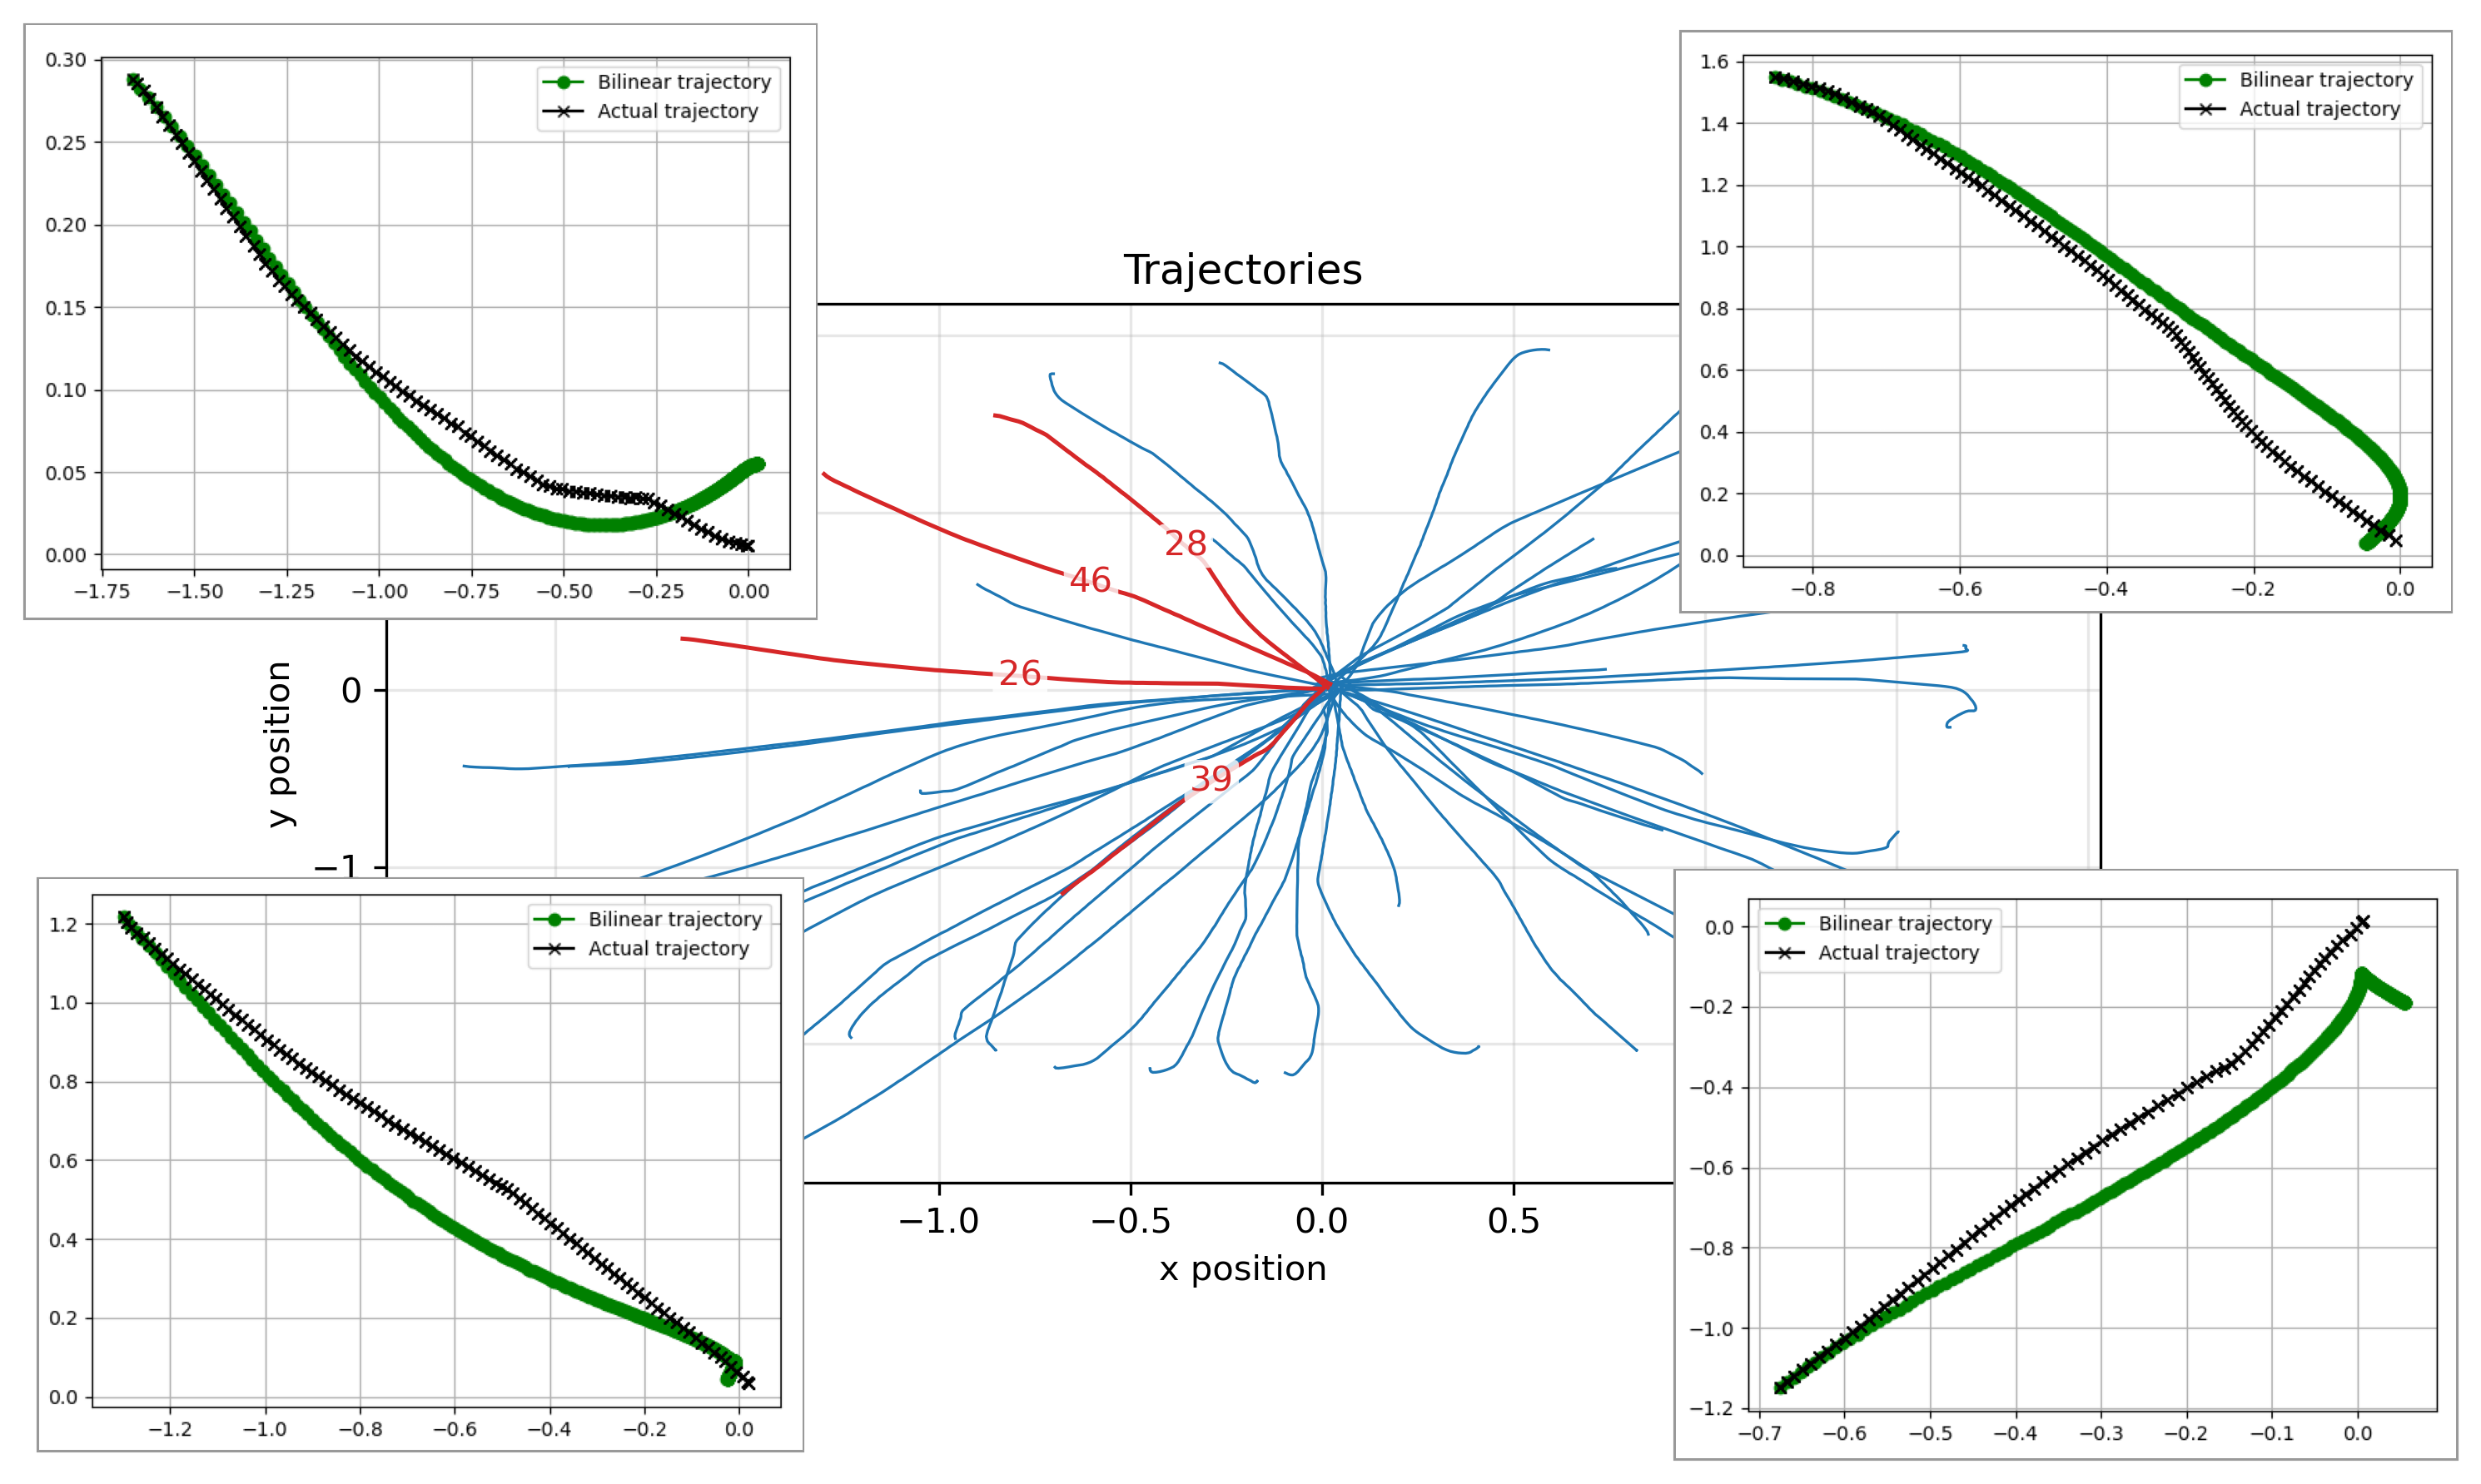 0.30
0.25
0.20
0.15
0.10
0.05
0.00
−1.75 −1.50 −1.25 −1.00 −0.75 −0.50 −0.25 0.00
Bilinear trajectory
Actual trajectory
1.6
1.4
1.2
1.0
0.8
0.6
0.4
0.2
0.0
−0.8 −0.6 −0.4 −0.2 0.0
Bilinear trajectory
Actual trajectory
Trajectories
28
46
26
39
y position
0
−1
−1.0 −0.5 0.0 0.5
x position
1.2
1.0
0.8
0.6
0.4
0.2
0.0
−1.2 −1.0 −0.8 −0.6 −0.4 −0.2 0.0
Bilinear trajectory
Actual trajectory
0.0
−0.2
−0.4
−0.6
−0.8
−1.0
−1.2
−0.7 −0.6 −0.5 −0.4 −0.3 −0.2 −0.1 0.0
Bilinear trajectory
Actual trajectory